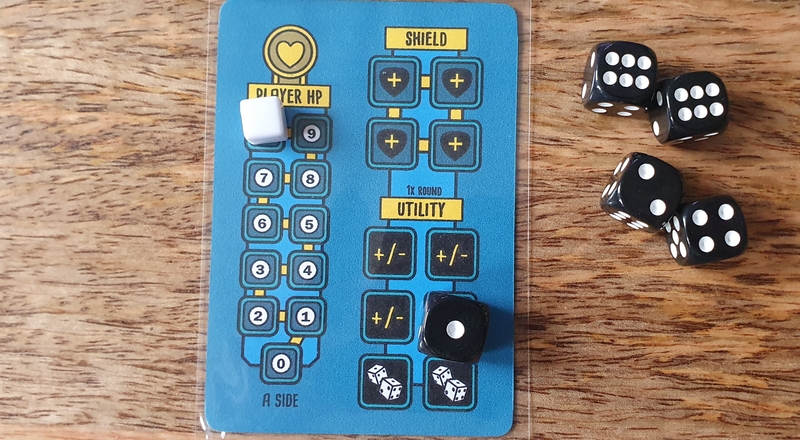 PLAYER HP
9
7 8
6 5
3 4
2 1
0
A SIDE
SHIELD
+ +
+ +
1X ROUND
UTILITY
+/- +/-
+/-